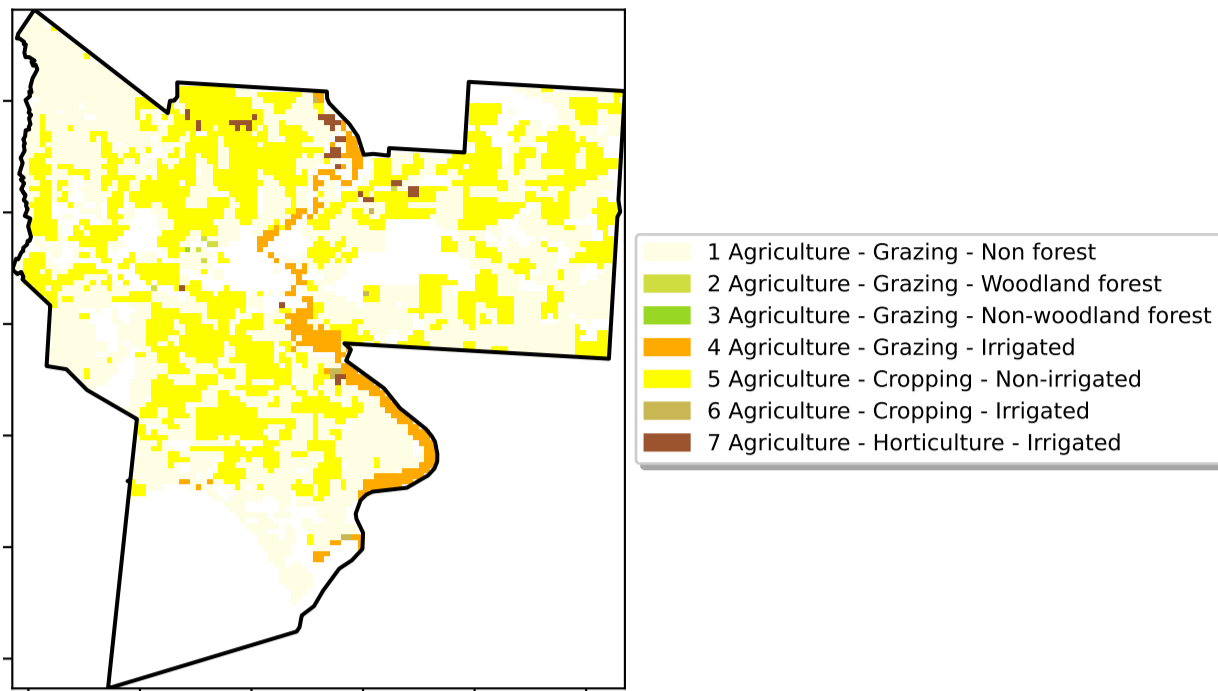 1 Agriculture - Grazing - Non forest
2 Agriculture - Grazing - Woodland forest
3 Agriculture - Grazing - Non-woodland forest
4 Agriculture - Grazing - Irrigated
5 Agriculture - Cropping - Non-irrigated
6 Agriculture - Cropping - Irrigated
7 Agriculture - Horticulture - Irrigated